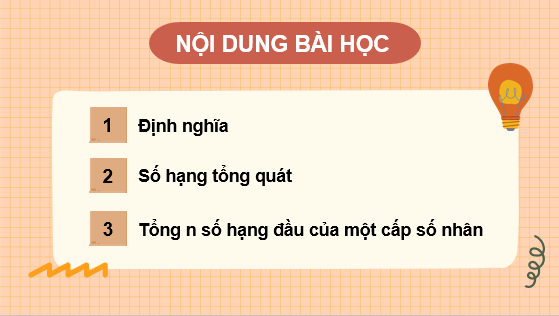 NỘI DUNG BÀI HỌC
1 Định nghĩa
2 Số hạng tổng quát
3 Tổng n số hạng đầu của một cấp số nhân